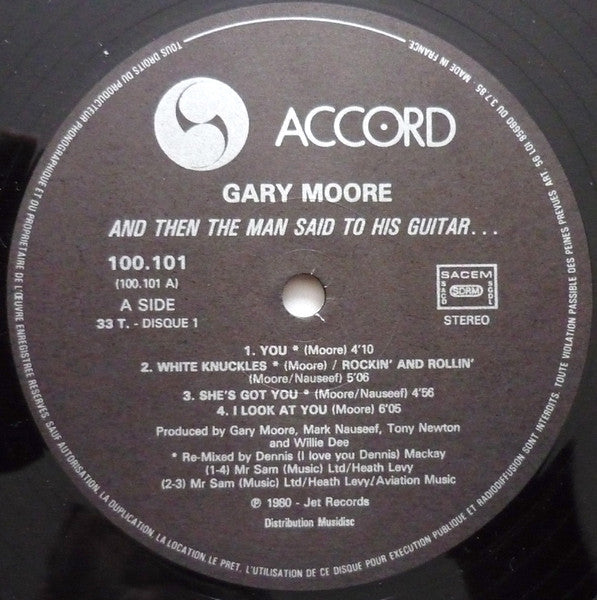 ACCORD
GARY MOORE
AND THEN THE MAN SAID TO HIS GUITAR...
100.101
(100.101 A)
A SIDE
33 T. - DISQUE 1
SACEM
SACD
SDRM
SGDL
STEREO
1. YOU * (Moore) 4'10
2. WHITE KNUCKLES * (Moore) / ROCKIN' AND ROLLIN'
(Moore/Nauseef) 5'06
3. SHE'S GOT YOU * (Moore/Nauseef) 4'56
4. I LOOK AT YOU (Moore) 6'05
Produced by Gary Moore, Mark Nauseef, Tony Newton
and Willie Dee
* Re-Mixed by Dennis (I love you Dennis) Mackay
(1-4) Mr Sam (Music) Ltd/Heath Levy
(2-3) Mr Sam (Music) Ltd/Heath Levy/Aviation Music
℗ 1980 - Jet Records
Distribution Musidisc
TOUS DROITS DU PRODUCTEUR PHONOGRAPHIQUE ET DU PROPRIETAIRE DE L'ŒUVRE ENREGISTREE RESERVES SAUF AUTORISATION, LA DUPLICATION, LA LOCATION, LE PRET, L'UTILISATION DE CE DISQUE POUR EXECUTION PUBLIQUE ET RADIODIFFUSION SONT INTERDITS. TOUTE VIOLATION PASSIBLE DES PEINES PREVUES ART 56 LOI 85680 DU 3.7.85 MADE IN FRANCE.